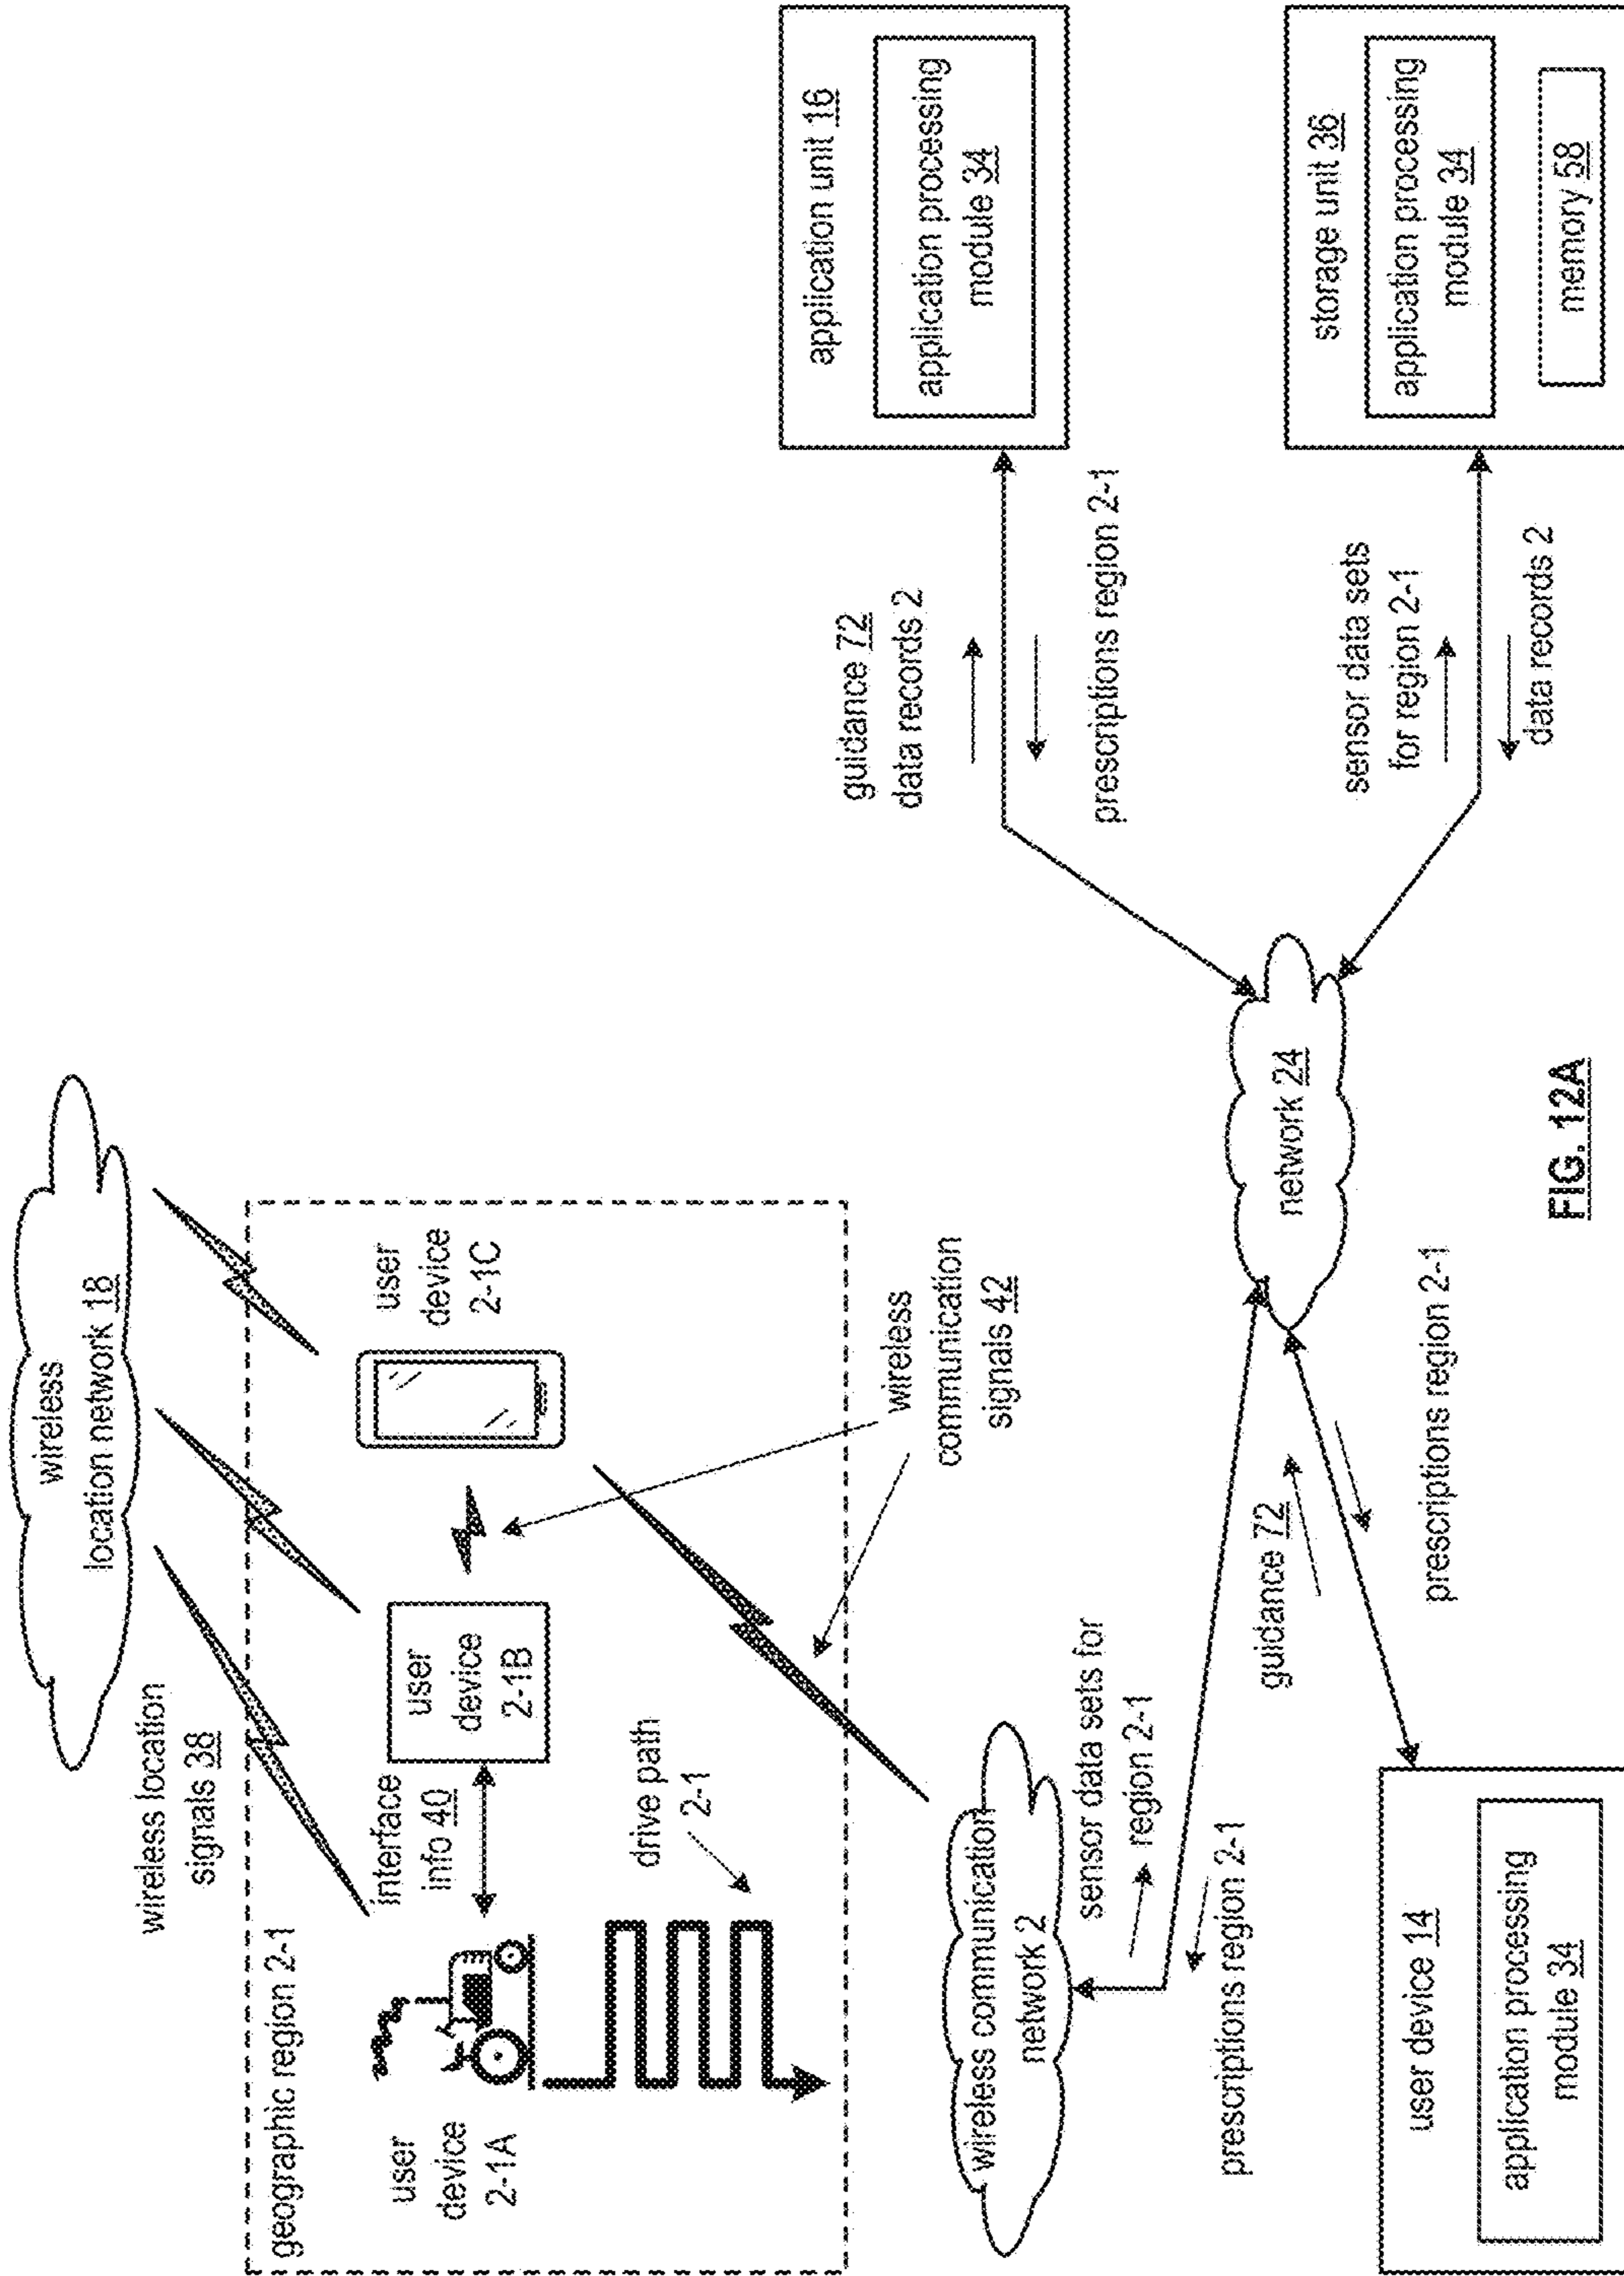 wireless
location network 18
wireless location
signals 38
geographic region 2-1
user
device
2-1A
interface
info 40
user
device
2-1B
user
device
2-1C
drive path
2-1
wireless
communication
signals 42
wireless communication
network 2
sensor data sets for
region 2-1
prescriptions region 2-1
guidance 72
data records 2
prescriptions region 2-1
application unit 16
application processing
module 34
network 24
guidance 72
prescriptions region 2-1
sensor data sets
for region 2-1
data records 2
user device 14
application processing
module 34
storage unit 36
application processing
module 34
memory 58
FIG. 12A